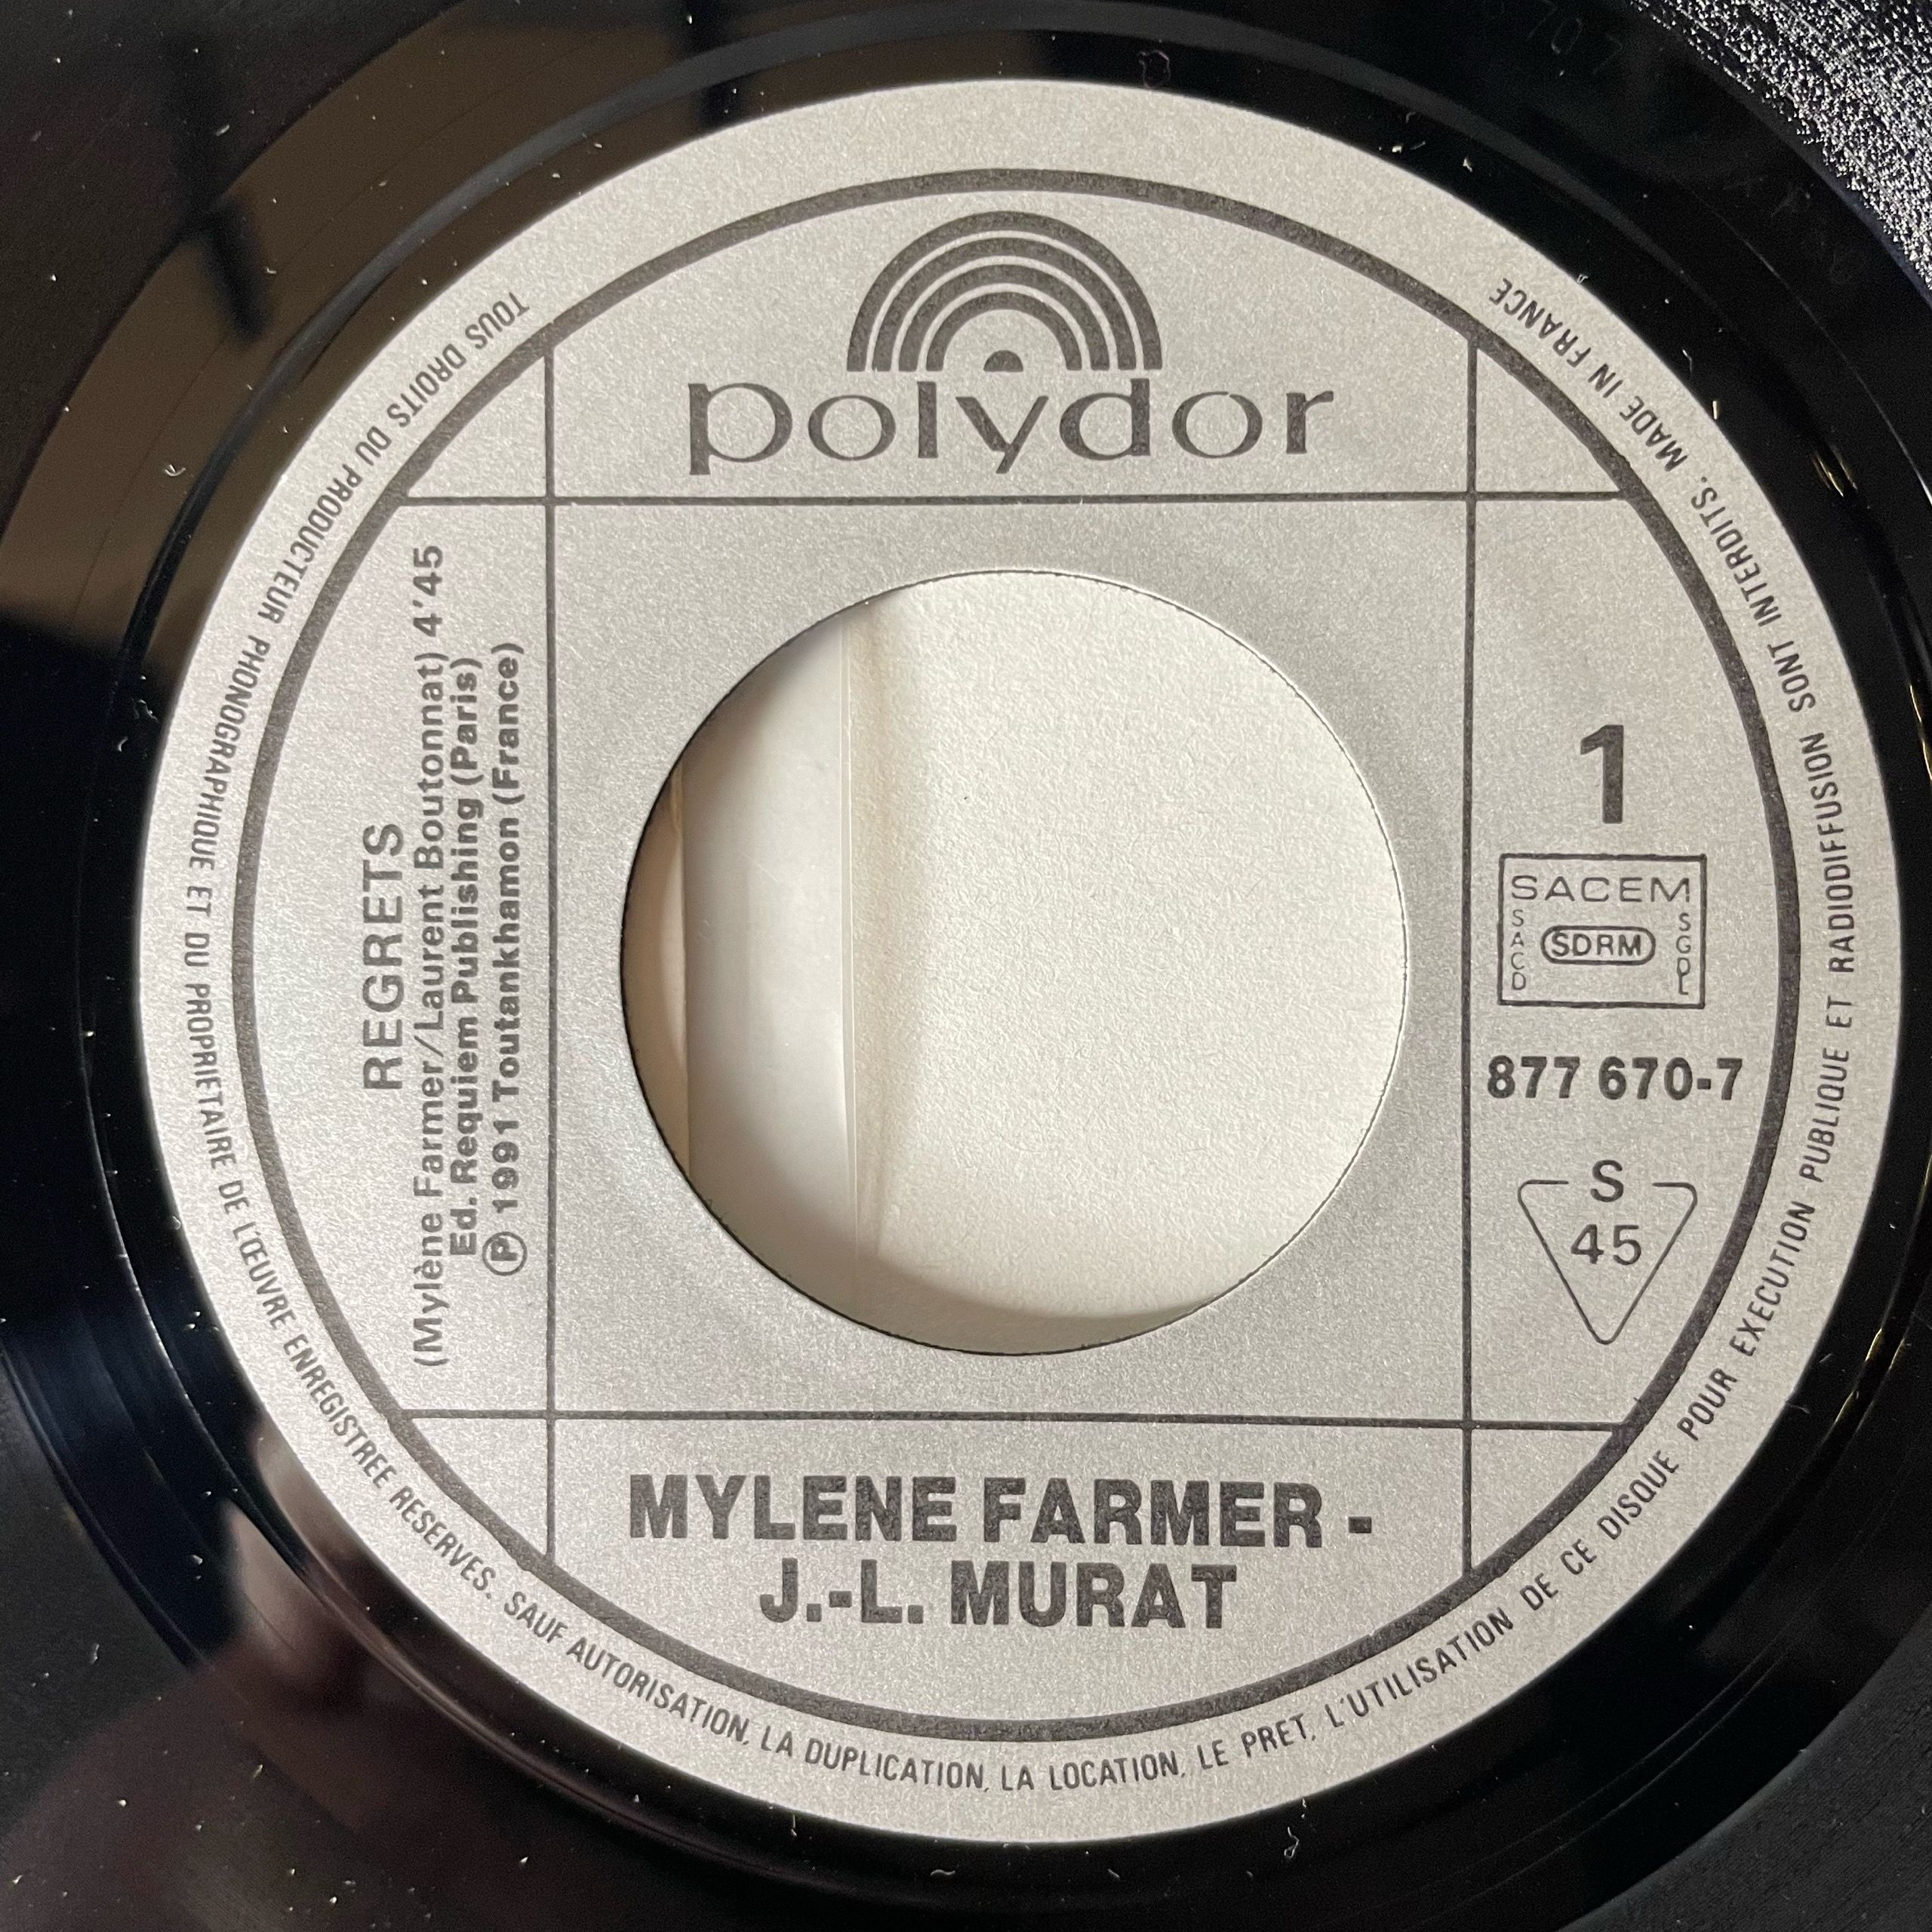 polydor
REGRETS
(Mylène Farmer/Laurent Boutonnat) 4'45
Ed. Requiem Publishing (Paris)
Ⓟ 1991 Toutankhamon (France)
1
SACEM
SACD
SDRM
SGDL
877 670-7
S
45
MYLENE FARMER -
J.-L. MURAT
TOUS DROITS DU PRODUCTEUR PHONOGRAPHIQUE ET DU PROPRIETAIRE DE L'ŒUVRE ENREGISTREE RESERVES. SAUF AUTORISATION, LA DUPLICATION, LA LOCATION, LE PRET, L'UTILISATION DE CE DISQUE POUR EXECUTION PUBLIQUE ET RADIODIFFUSION SONT INTERDITS. MADE IN FRANCE